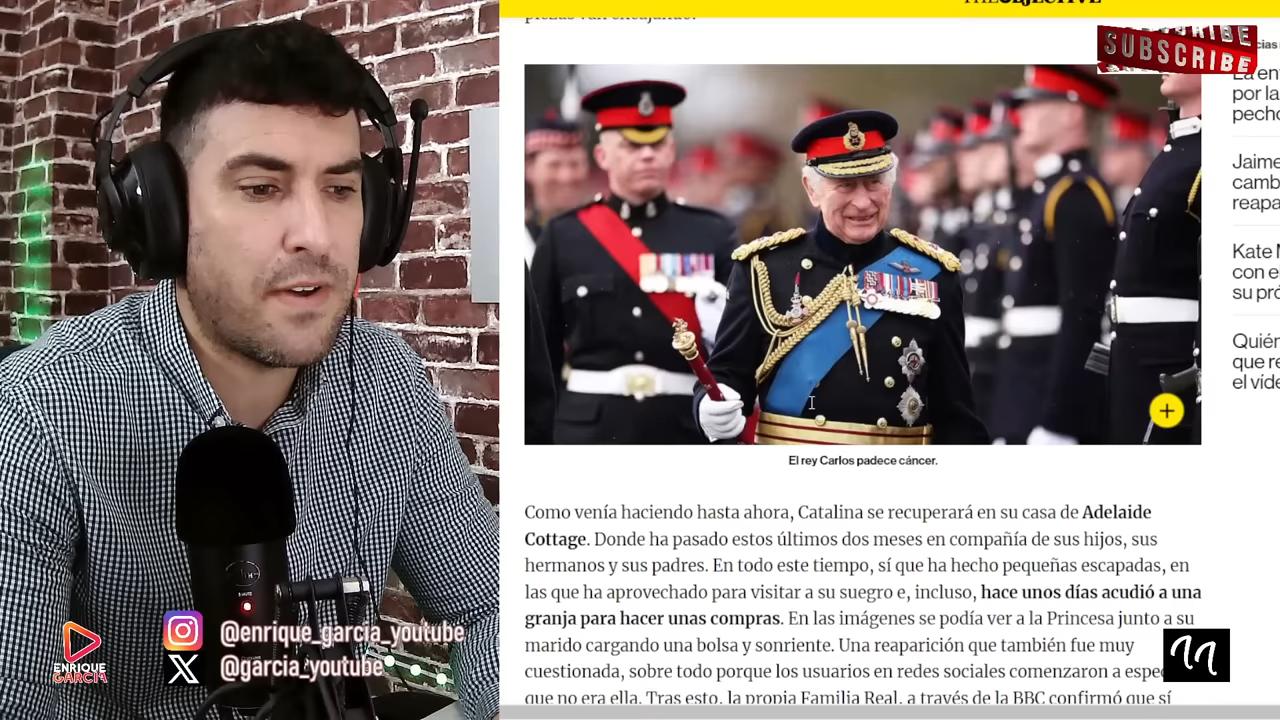 THE OBJECTIVE
piezas van encajando.
SUBSCRIBE
SUBSCRIBE
por la
pecho
Jaime
camb
reapa
Kate
con e
su pró
Quién
que re
el víde
El rey Carlos padece cáncer.
Como venía haciendo hasta ahora, Catalina se recuperará en su casa de Adelaide
Cottage. Donde ha pasado estos últimos dos meses en compañía de sus hijos, sus
hermanos y sus padres. En todo este tiempo, sí que ha hecho pequeñas escapadas, en
las que ha aprovechado para visitar a su suegro e, incluso, hace unos días acudió a una
granja para hacer unas compras. En las imágenes se podía ver a la Princesa junto a su
marido cargando una bolsa y sonriente. Una reaparición que también fue muy
cuestionada, sobre todo porque los usuarios en redes sociales comenzaron a espe
que no era ella. Tras esto, la propia Familia Real, a través de la BBC confirmó que sí
ENRIQUE
GARCÍA
@enrique_garcia_youtube
@garcia_youtube